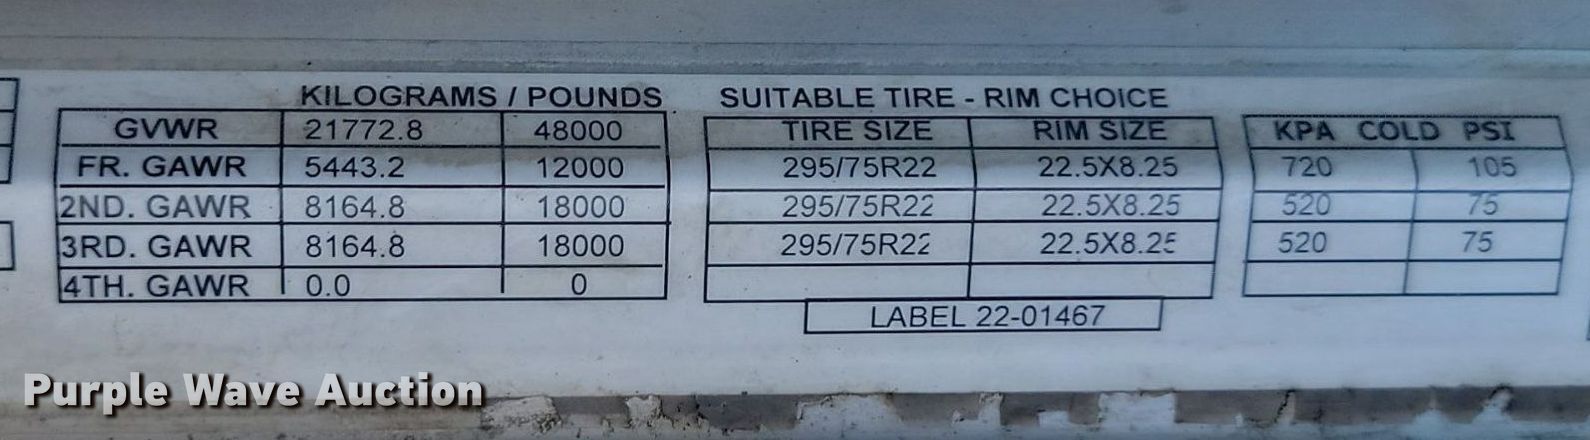 KILOGRAMS / POUNDS SUITABLE TIRE - RIM CHOICE
GVWR 21772.8 48000 TIRE SIZE RIM SIZE KPA COLD PSI
FR. GAWR 5443.2 12000 295/75R22 22.5X8.25 720 105
2ND. GAWR 8164.8 18000 295/75R22 22.5X8.25 520 75
3RD. GAWR 8164.8 18000 295/75R22 22.5X8.25 520 75
4TH. GAWR 0.0 0
LABEL 22-01467
Purple Wave Auction